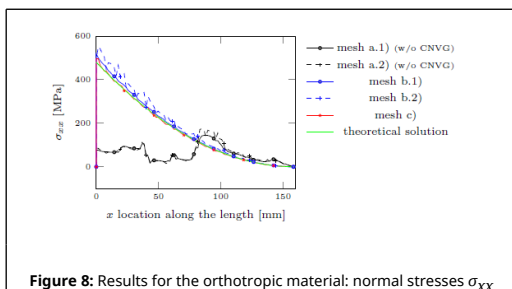 600
400
200
0
σxx [MPa]
0
50
100
150
x location along the length [mm]
mesh a.1) (w/o CNVG)
mesh a.2) (w/o CNVG)
mesh b.1)
mesh b.2)
mesh c)
theoretical solution
Figure 8: Results for the orthotropic material: normal stresses σxx